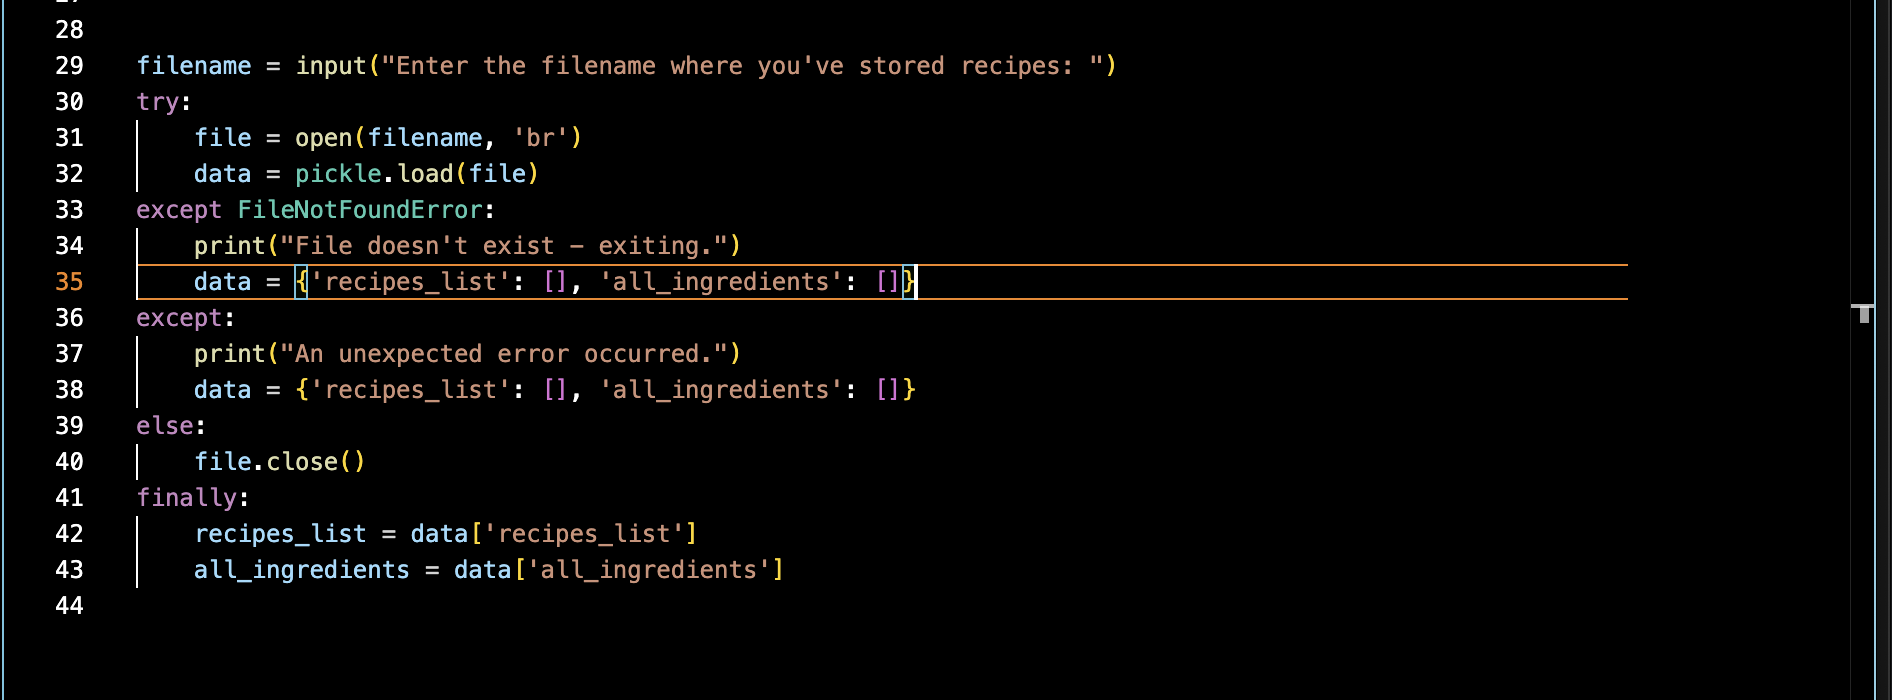 28
29 filename = input("Enter the filename where you've stored recipes: ")
30 try:
31     file = open(filename, 'br')
32     data = pickle.load(file)
33 except FileNotFoundError:
34     print("File doesn't exist – exiting.")
35     data = {'recipes_list': [], 'all_ingredients': []}
36 except:
37     print("An unexpected error occurred.")
38     data = {'recipes_list': [], 'all_ingredients': []}
39 else:
40     file.close()
41 finally:
42     recipes_list = data['recipes_list']
43     all_ingredients = data['all_ingredients']
44